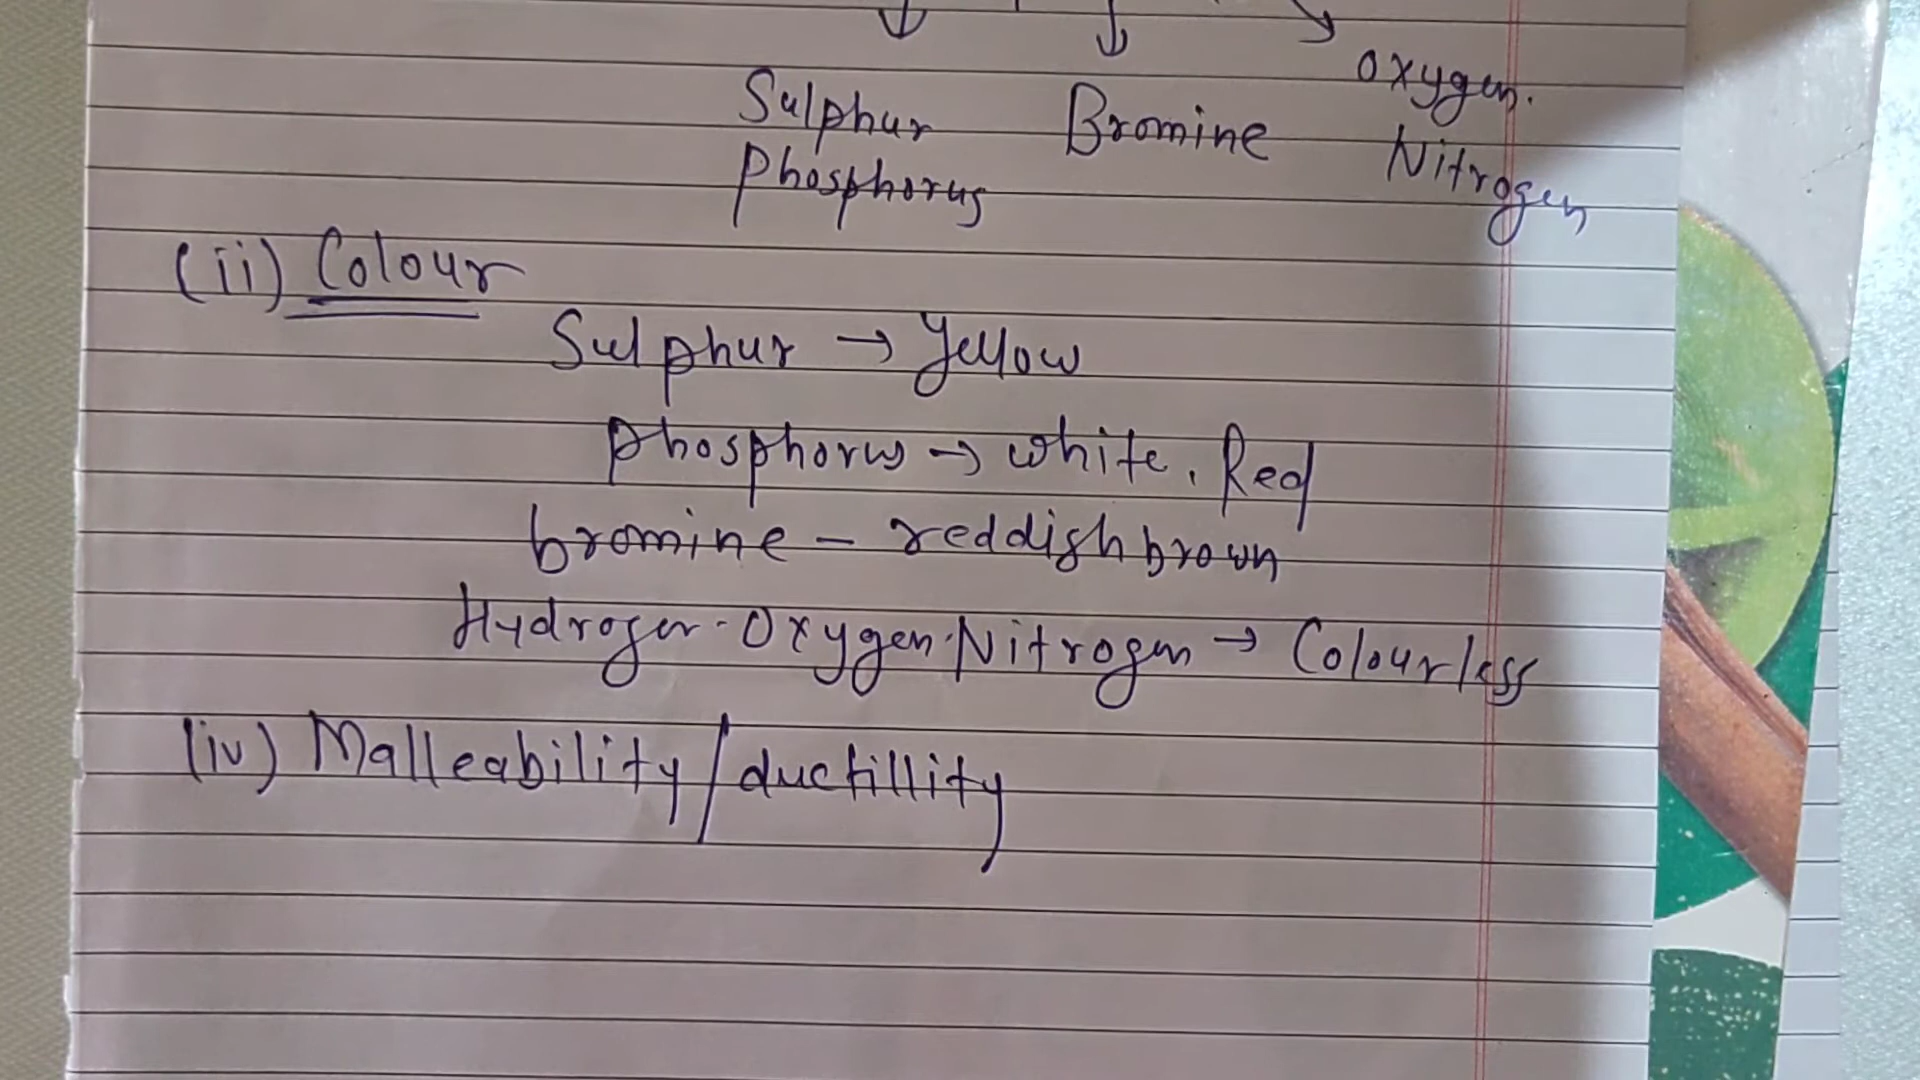 oxygen.
Sulphur Bromine Nitrogen
Phosphorus
(ii) Colour
Sulphur → Yellow
Phosphorus → white. Red
bromine - reddish brown
Hydrogen. Oxygen. Nitrogen → Colourless
(iv) Malleability/ductillity